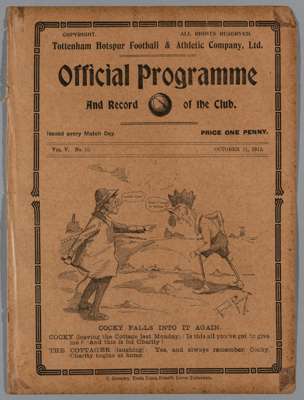 COPYRIGHT. ALL RIGHTS RESERVED.
Tottenham Hotspur Football & Athletic Company, Ltd.
Official Programme
And Record of the Club.
Issued every Match Day. PRICE ONE PENNY.
VOL. V. No. OCTOBER
COCKY FALLS INTO IT AGAIN.
COCKY (leaving the Cottage last Monday): Is this all you've got to give
me? And this is for Charity!
THE COTTAGER (laughing): Yes, and always remember, Cocky,
Charity begins at home.